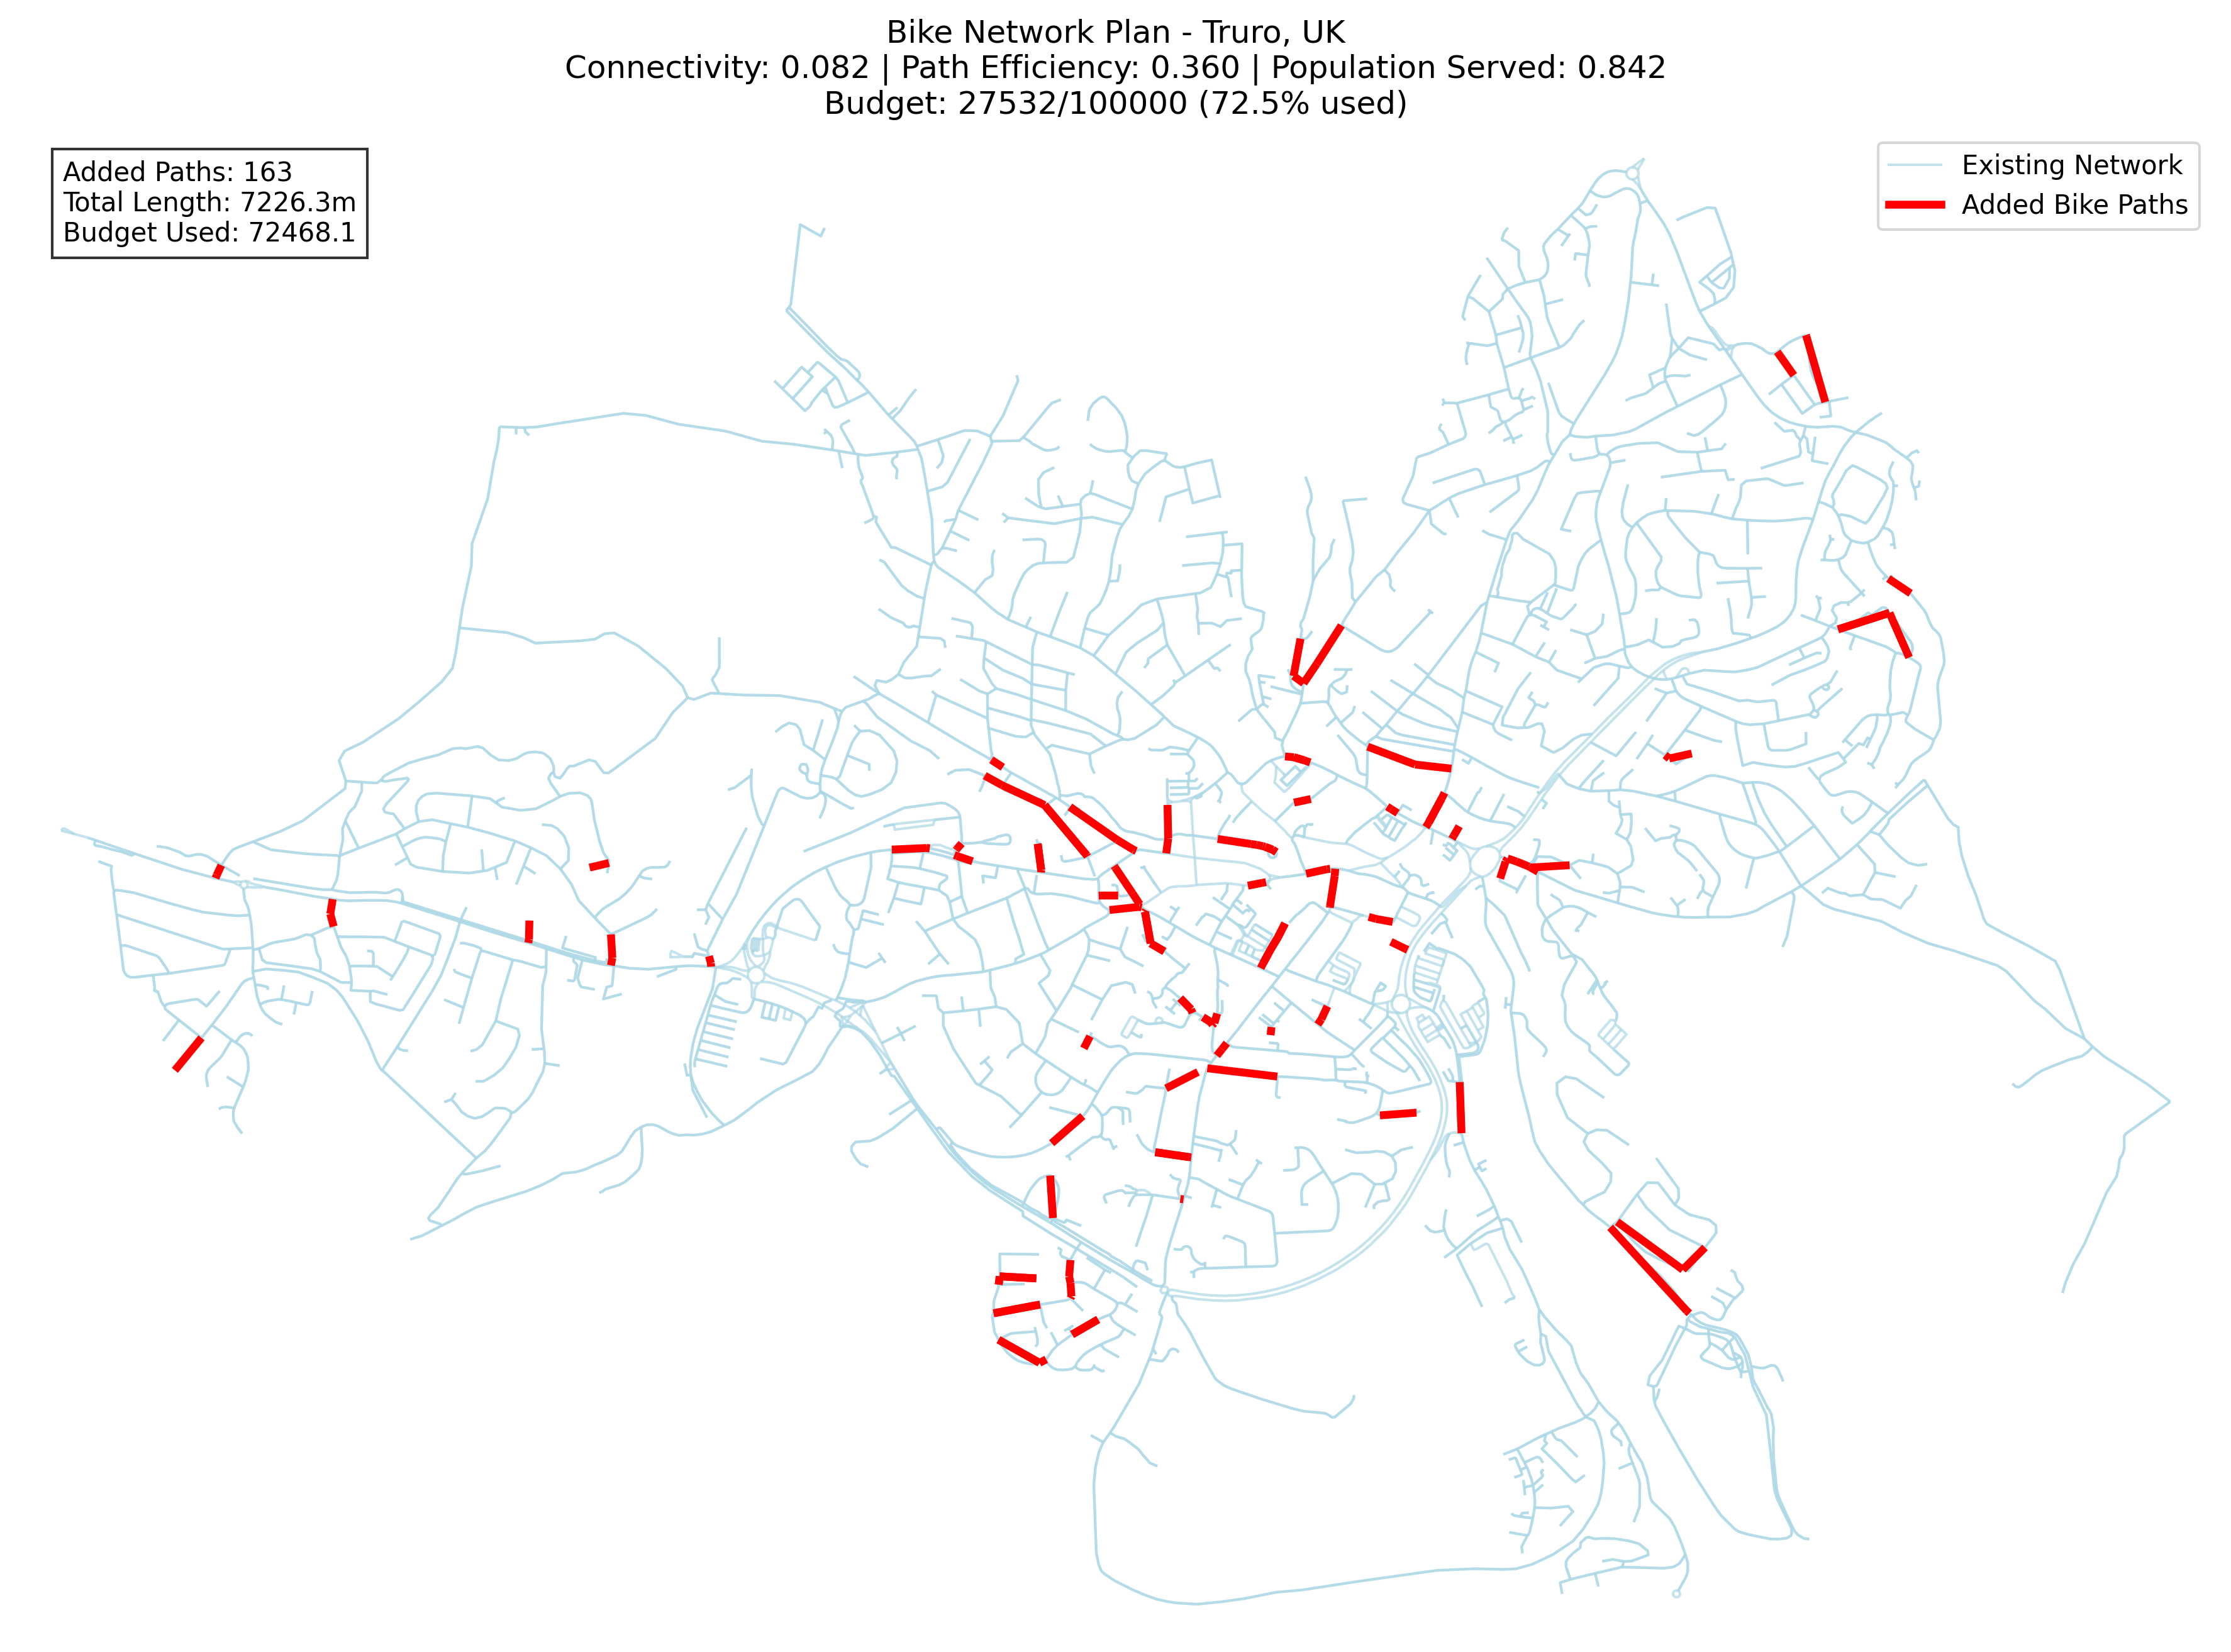 Bike Network Plan - Truro, UK
Connectivity: 0.082 | Path Efficiency: 0.360 | Population Served: 0.842
Budget: 27532/100000 (72.5% used)
Added Paths: 163
Total Length: 7226.3m
Budget Used: 72468.1
Existing Network
Added Bike Paths